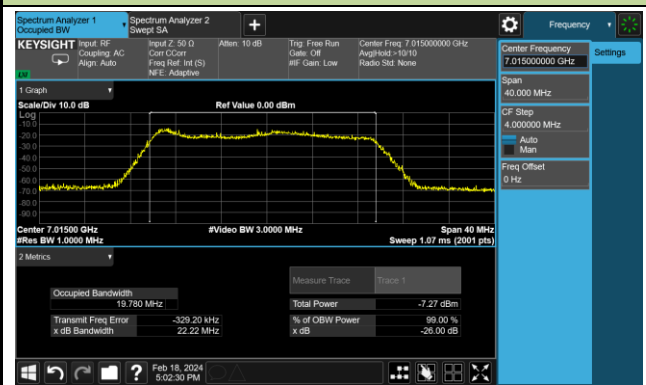 Spectrum Analyzer 1
Occupied BW
Spectrum Analyzer 2
Swept SA
+
Frequency
KEYSIGHT
Input: RF
Coupling: AC
Align: Auto
Input Z: 50 Ω
Corr CCorr
Freq Ref: Int (S)
NFE: Adaptive
Atten: 10 dB
Trig: Free Run
Gate: Off
#IF Gain: Low
Center Freq: 7.015000000 GHz
Avg|Hold:>10/10
Radio Std: None
Center Frequency
7.015000000 GHz
Settings
Span
40.000 MHz
CF Step
4.000000 MHz
Auto
Man
Freq Offset
0 Hz
1 Graph
Scale/Div 10.0 dB
Ref Value 0.00 dBm
Log
-10.0
-20.0
-30.0
-40.0
-50.0
-60.0
-70.0
-80.0
-90.0
Center 7.01500 GHz
#Video BW 3.0000 MHz
Span 40 MHz
#Res BW 1.0000 MHz
Sweep 1.07 ms (2001 pts)
2 Metrics
Measure Trace
Trace 1
Occupied Bandwidth
19.780 MHz
Total Power
-7.27 dBm
Transmit Freq Error
-329.20 kHz
% of OBW Power
99.00 %
x dB Bandwidth
22.22 MHz
x dB
-26.00 dB
?
Feb 18, 2024
5:02:30 PM